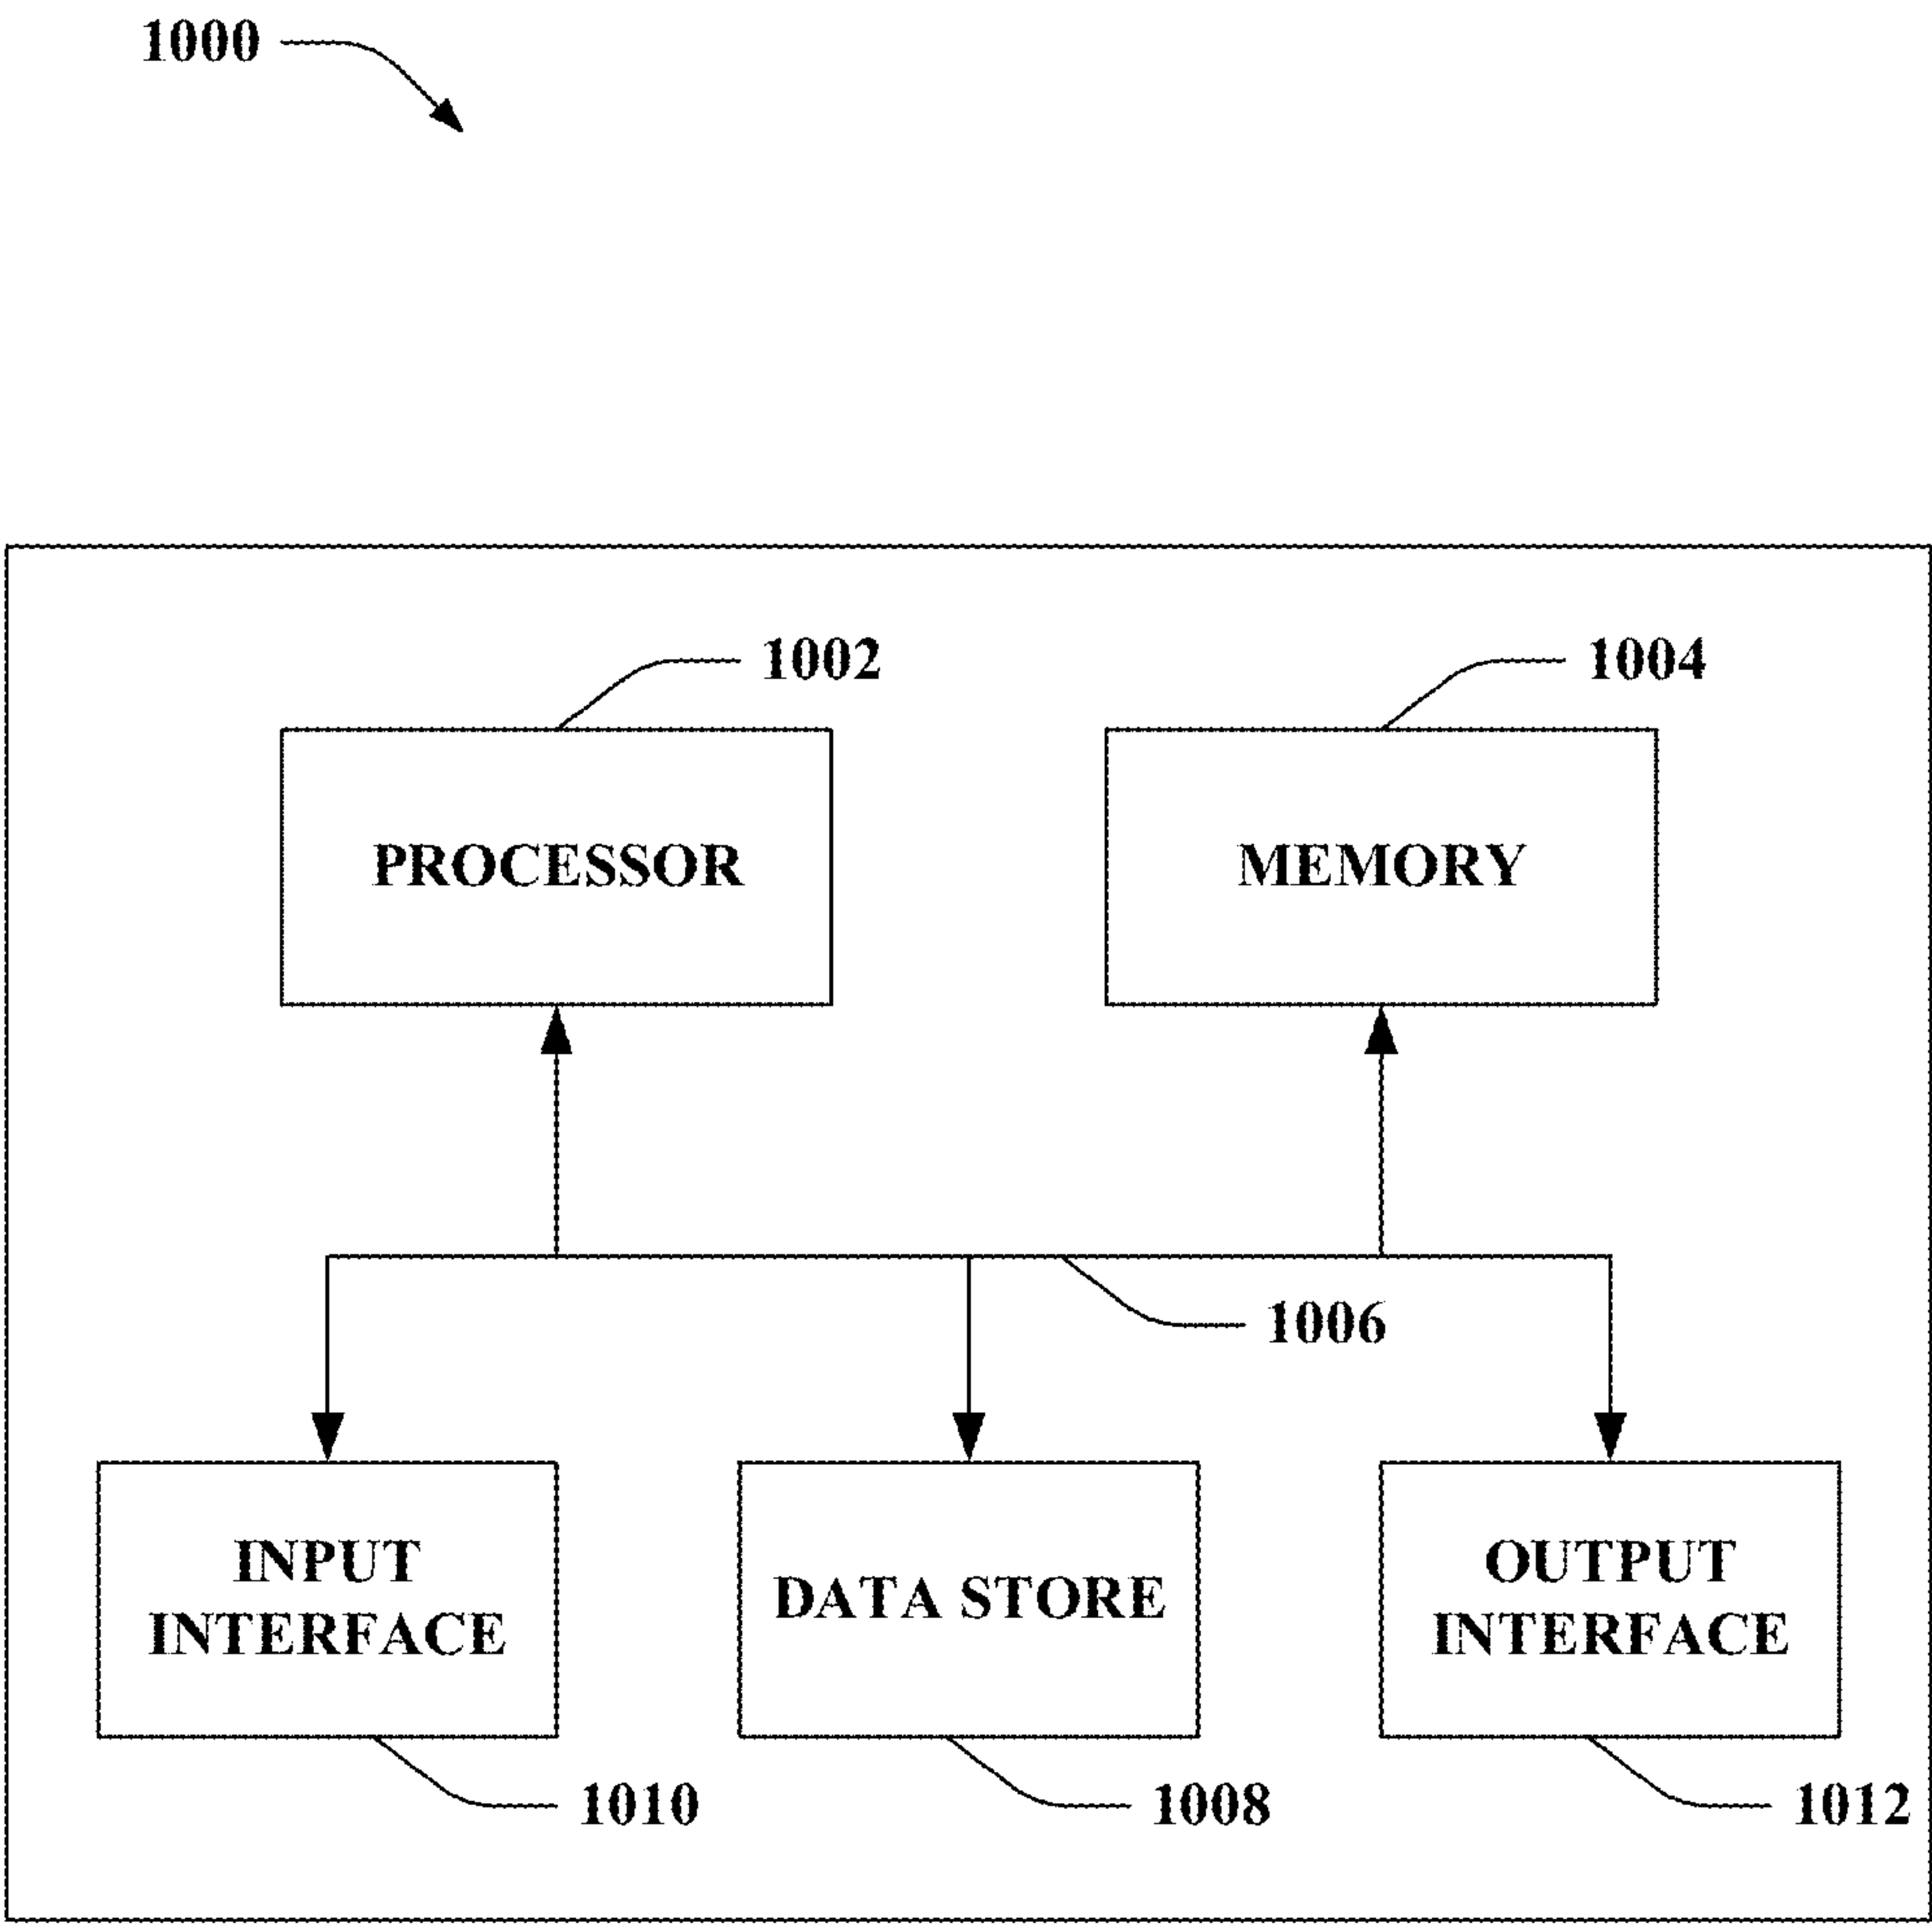 1000
1002
1004
PROCESSOR
MEMORY
1006
INPUT
INTERFACE
DATA STORE
OUTPUT
INTERFACE
1010
1008
1012